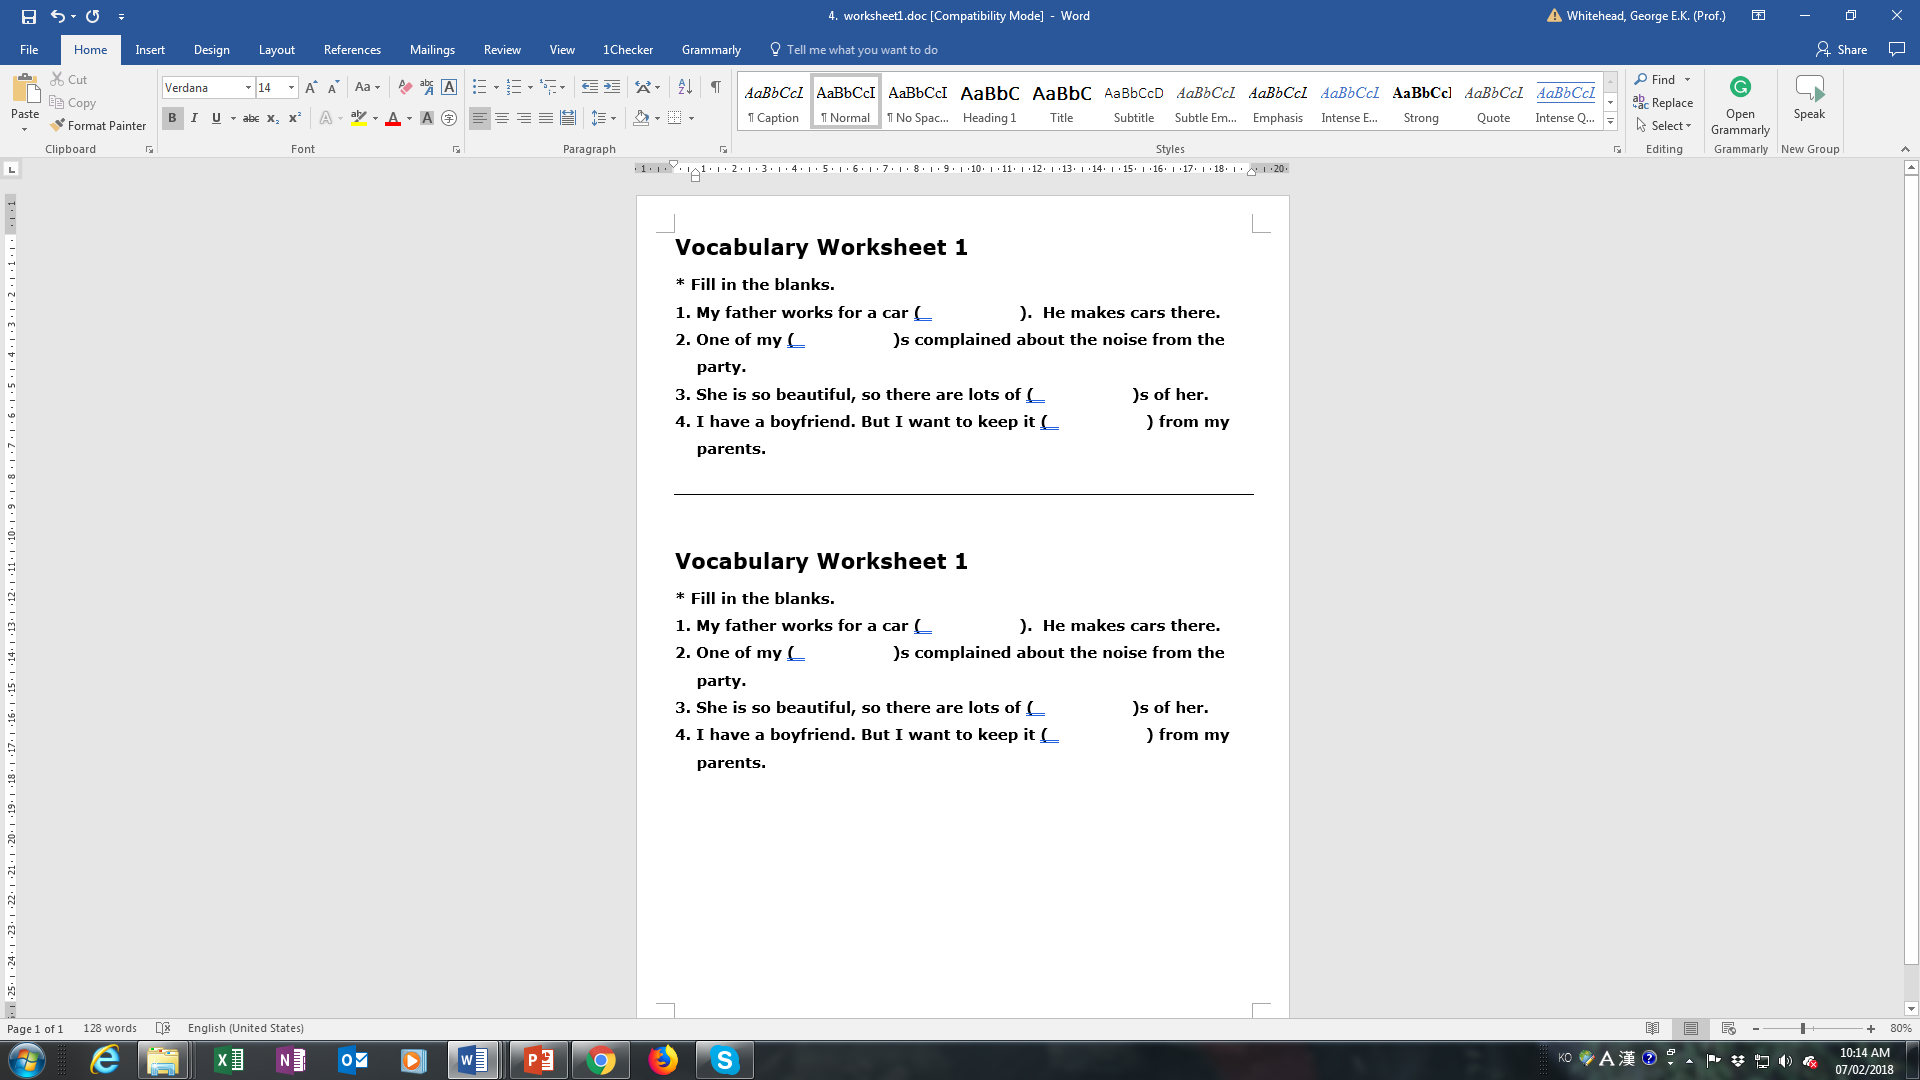 4. worksheet1.doc [Compatibility Mode] - Word
Whitehead, George E.K. (Prof.)
File Home Insert Design Layout References Mailings Review View 1Checker Grammarly Tell me what you want to do Share
Paste
Cut
Copy
Format Painter
Clipboard
Verdana 14
Font
Paragraph
AaBbCcI AaBbCcI AaBbCcI AaBbC AaBbC AaBbCcD AaBbCcI AaBbCcI AaBbCcI AaBbCcI AaBbCcI AaBbCcI
¶ Caption ¶ Normal ¶ No Spac... Heading 1 Title Subtitle Subtle Em... Emphasis Intense E... Strong Quote Intense Q...
Styles
Find
Replace
Select
Editing
Open Grammarly
Grammarly
Speak
New Group
Vocabulary Worksheet 1
* Fill in the blanks.
1. My father works for a car (_ ). He makes cars there.
2. One of my (_ )s complained about the noise from the
party.
3. She is so beautiful, so there are lots of (_ )s of her.
4. I have a boyfriend. But I want to keep it (_ ) from my
parents.
Vocabulary Worksheet 1
* Fill in the blanks.
1. My father works for a car (_ ). He makes cars there.
2. One of my (_ )s complained about the noise from the
party.
3. She is so beautiful, so there are lots of (_ )s of her.
4. I have a boyfriend. But I want to keep it (_ ) from my
parents.
Page 1 of 1 128 words English (United States) 80%
KO A 漢
10:14 AM
07/02/2018